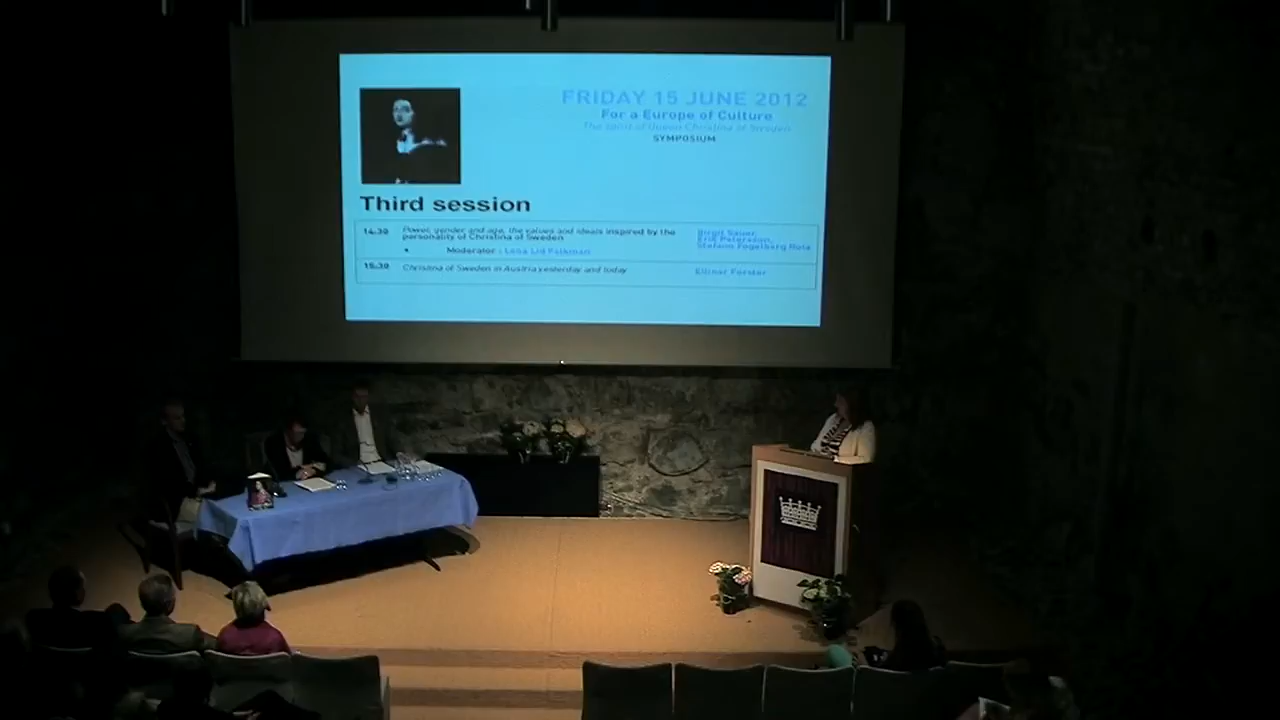 FRIDAY 15 JUNE 2012
For a Europe of Culture
The spirit of Queen Christina of Sweden
SYMPOSIUM
Third session
14:30 Power, gender and age, the values and ideals inspired by the Birgit Sauer,
personality of Christina of Sweden Erik Petersson,
Stefano Fogelberg Rota
• Moderator : Lena Lid Falkman
15:30 Christina of Sweden in Austria yesterday and today Ellinor Forster